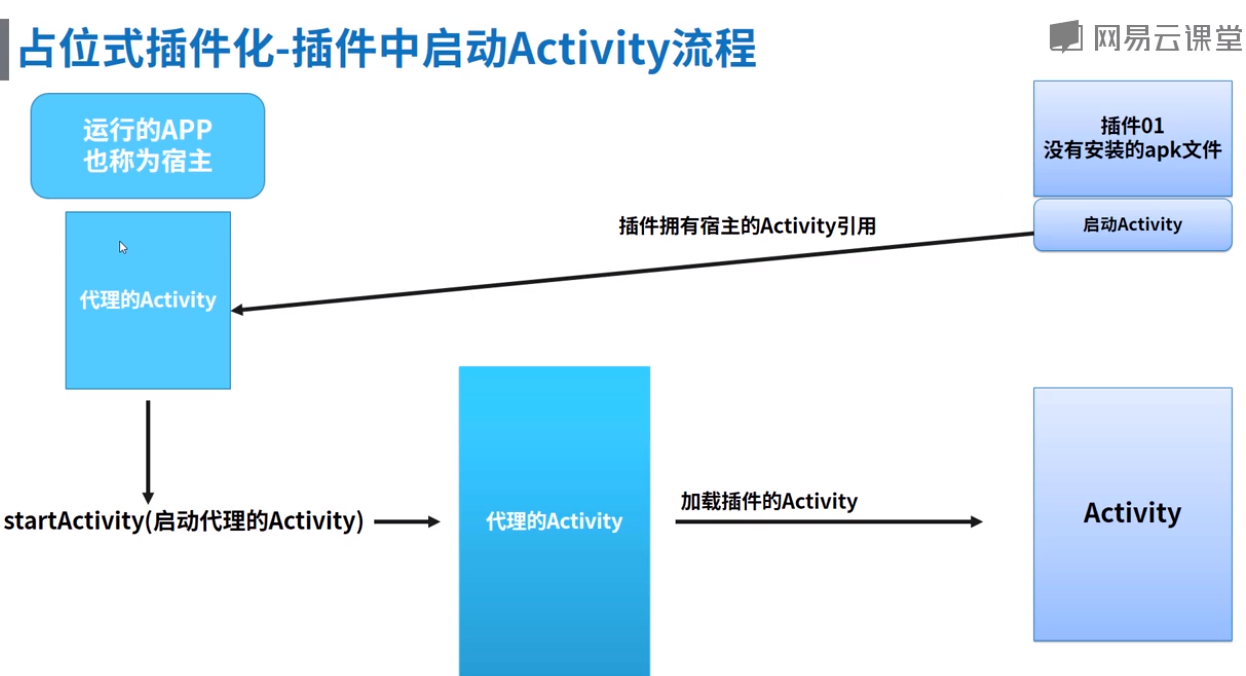 占位式插件化-插件中启动Activity流程
网易云课堂
运行的APP
也称为宿主
插件01
没有安装的apk文件
启动Activity
插件拥有宿主的Activity引用
代理的Activity
startActivity(启动代理的Activity)
代理的Activity
加载插件的Activity
Activity